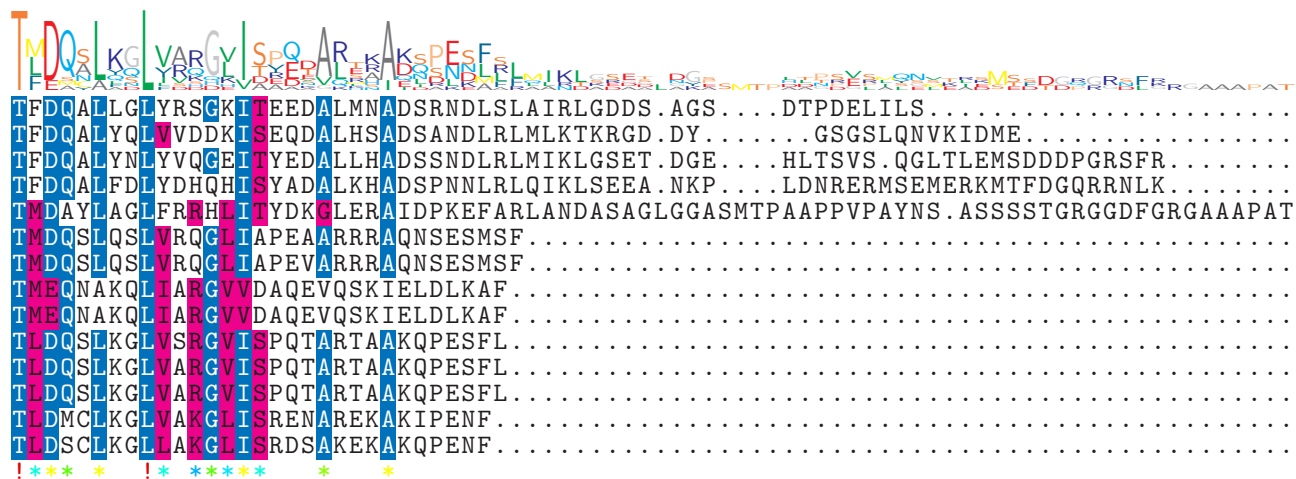 TFDQALLGLYRSGKITEEDALMNADSRNDLSLAIRLGDDS.AGS....DTPDELILS.......................
TFDQALYQLVVDDKISEQDALHSADSANDLRLMLKTKRGD.DY......GSGSLQNVKIDME.................
TFDQALYNLYVQGEITYEDALLHADSSNDLRLMIKLGSET.DGE....HLTSVS.QGLTLEMSDDDPGRSFR........
TFDQALFDLYDHQHISYADALKHADSPNNLRLQIKLSEEA.NKP....LDNRERMSEMERKMTFDGQRRNLK........
TMDAYLAGLFRRHLITYDKGLERAIDPKEFARLANDASAGLGGASMTPAAPPVPAYNS.ASSSSTGRGGDFGRGAAAPAT
TMDQSLQSLVRQGLIAPEAARRRAQNSESMSF................................................
TMDQSLQSLVRQGLIAPEVARRRAQNSESMSF................................................
TMEQNAKQLIARGVVDAQEVQSKIELDLKAF.................................................
TMEQNAKQLIARGVVDAQEVQSKIELDLKAF.................................................
TLDQSLKGLVSRGVISPQTARTAAKQPESFL.................................................
TLDQSLKGLVARGVISPQTARTAAKQPESFL.................................................
TLDQSLKGLVARGVISPQTARTAAKQPESFL.................................................
TLDMCLKGLVAKGLISRENAREKAKIPENF..................................................
TLDSCLKGLLAKGLISRDSAKEKAKQPENF..................................................
!*** *  !* ***** *   *